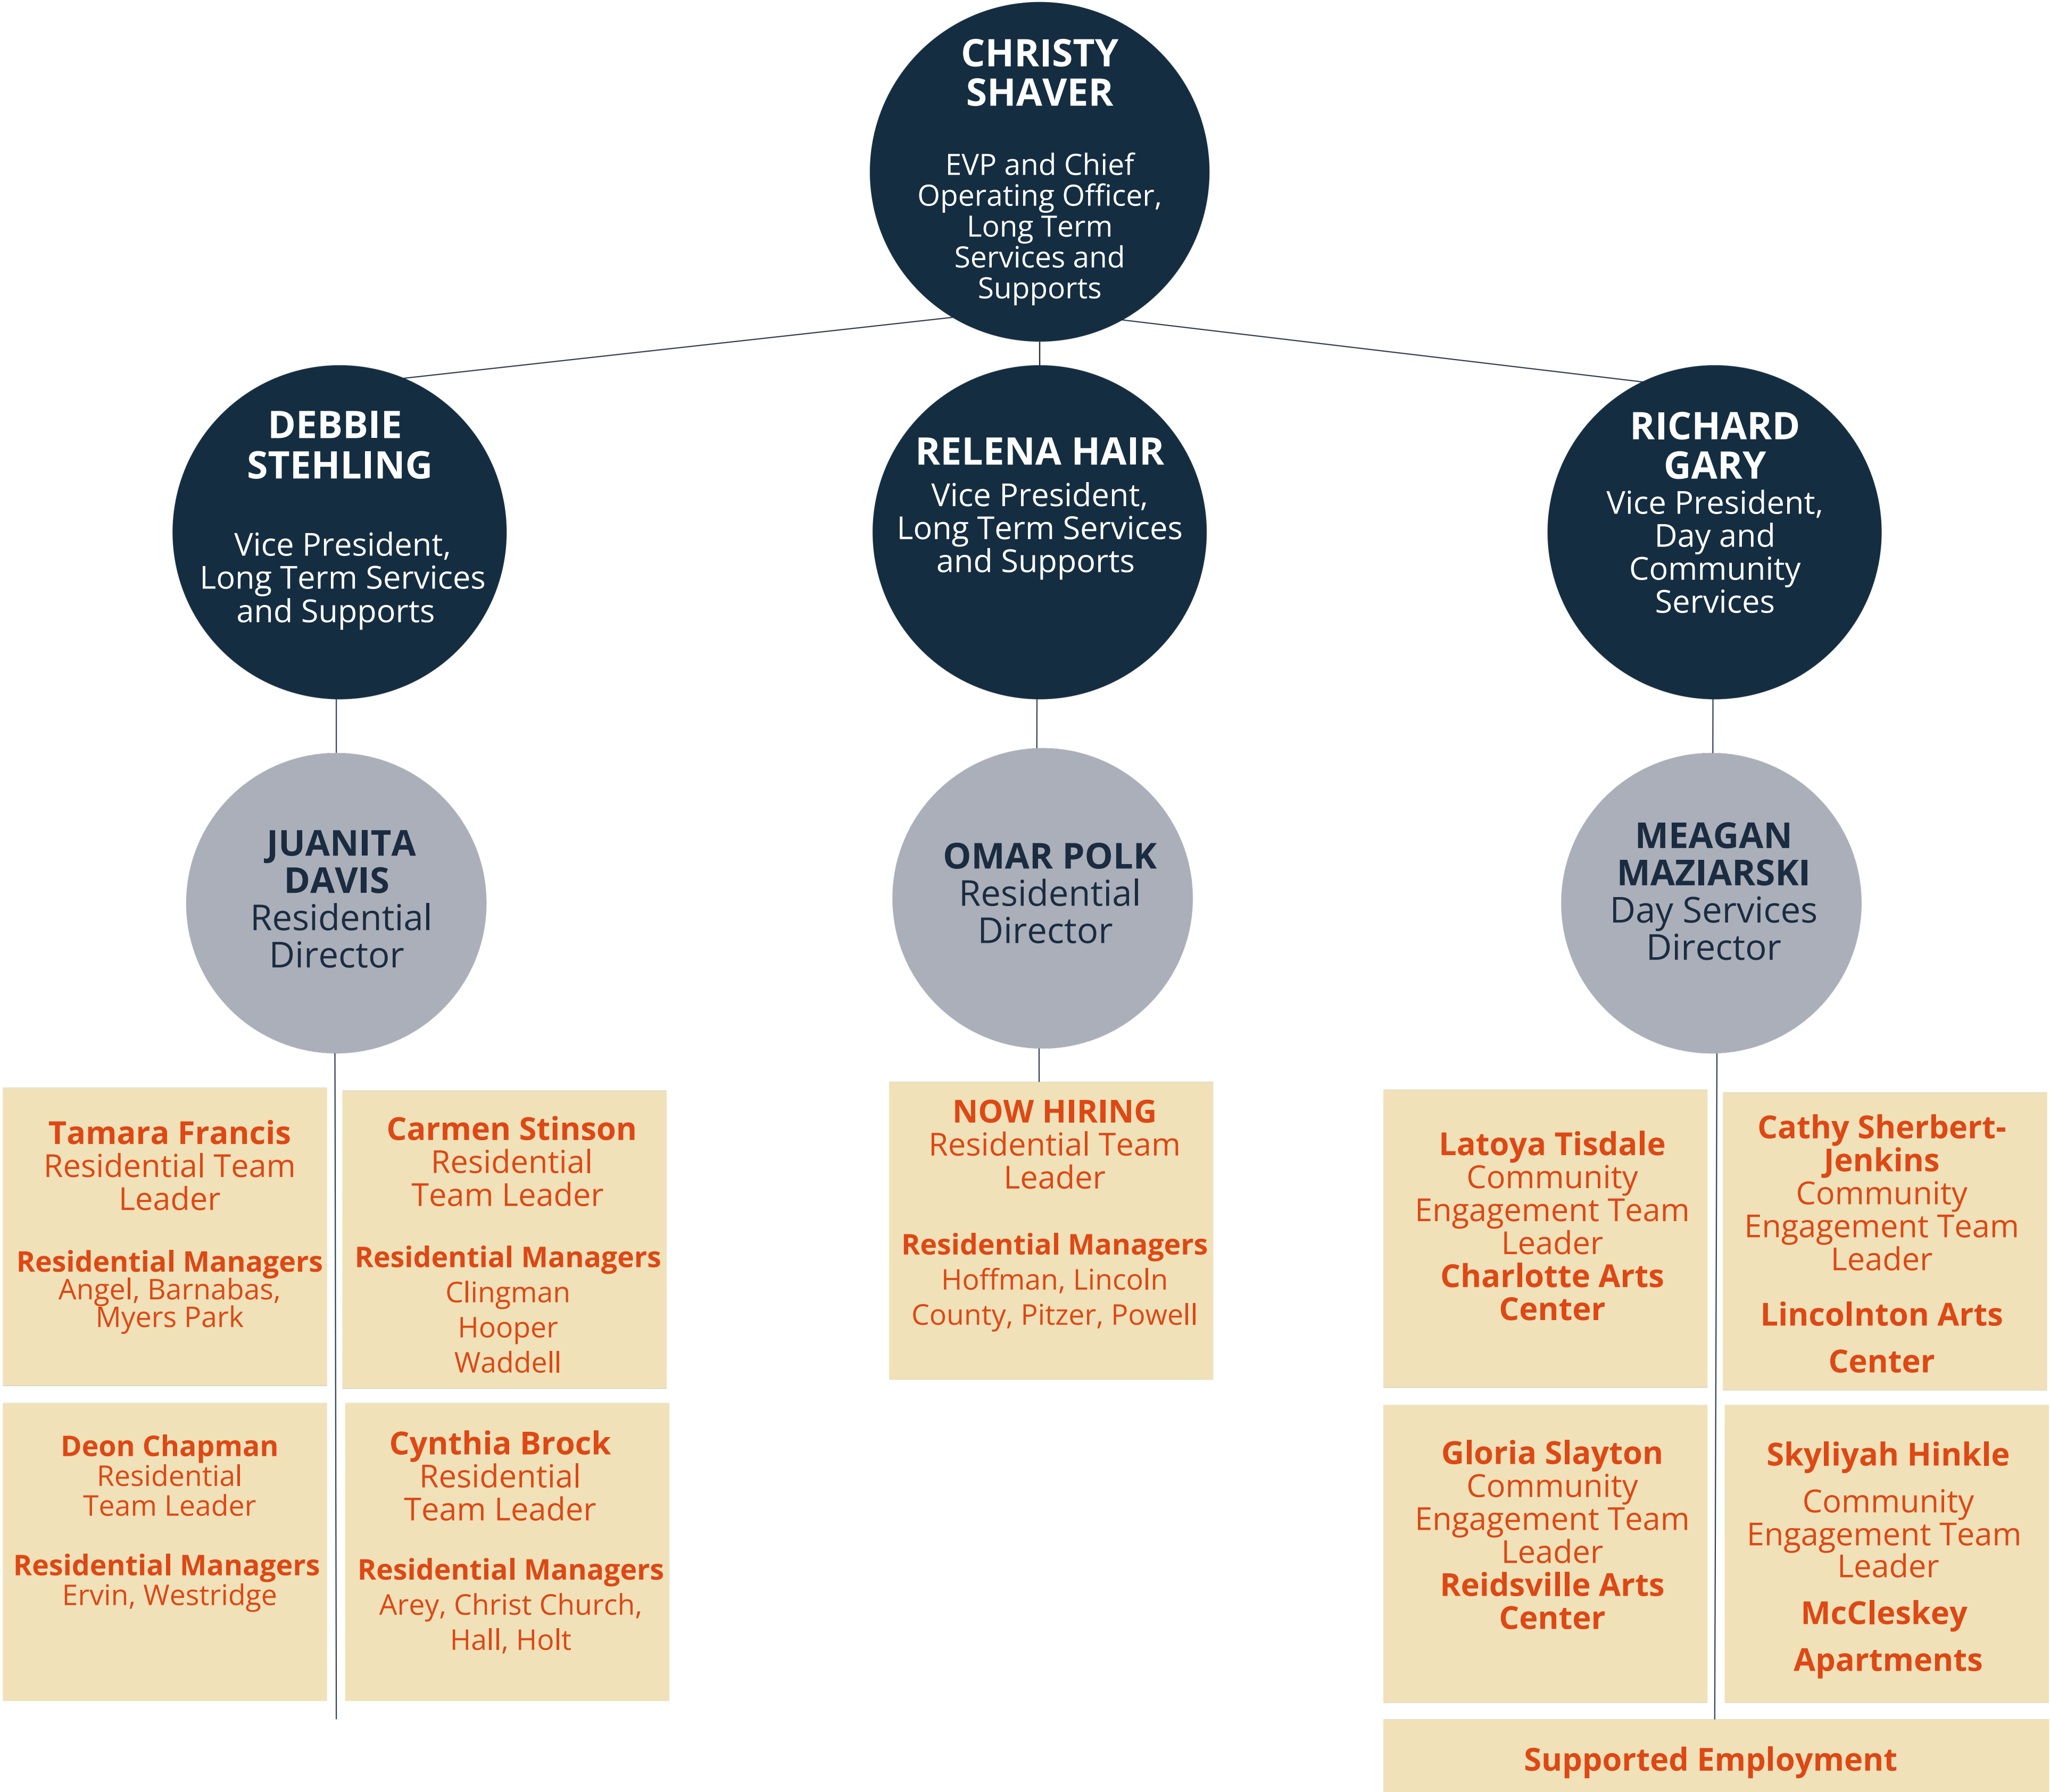 CHRISTY
SHAVER
EVP and Chief
Operating Officer,
Long Term
Services and
Supports
DEBBIE
STEHLING
Vice President,
Long Term Services
and Supports
RELENA HAIR
Vice President,
Long Term Services
and Supports
RICHARD
GARY
Vice President,
Day and
Community
Services
JUANITA
DAVIS
Residential
Director
OMAR POLK
Residential
Director
MEAGAN
MAZIARSKI
Day Services
Director
Tamara Francis
Residential Team
Leader
Residential Managers
Angel, Barnabas,
Myers Park
Carmen Stinson
Residential
Team Leader
Residential Managers
Clingman
Hooper
Waddell
NOW HIRING
Residential Team
Leader
Residential Managers
Hoffman, Lincoln
County, Pitzer, Powell
Latoya Tisdale
Community
Engagement Team
Leader
Charlotte Arts
Center
Cathy Sherbert-
Jenkins
Community
Engagement Team
Leader
Lincolnton Arts
Center
Deon Chapman
Residential
Team Leader
Residential Managers
Ervin, Westridge
Cynthia Brock
Residential
Team Leader
Residential Managers
Arey, Christ Church,
Hall, Holt
Gloria Slayton
Community
Engagement Team
Leader
Reidsville Arts
Center
Skyliyah Hinkle
Community
Engagement Team
Leader
McCleskey
Apartments
Supported Employment